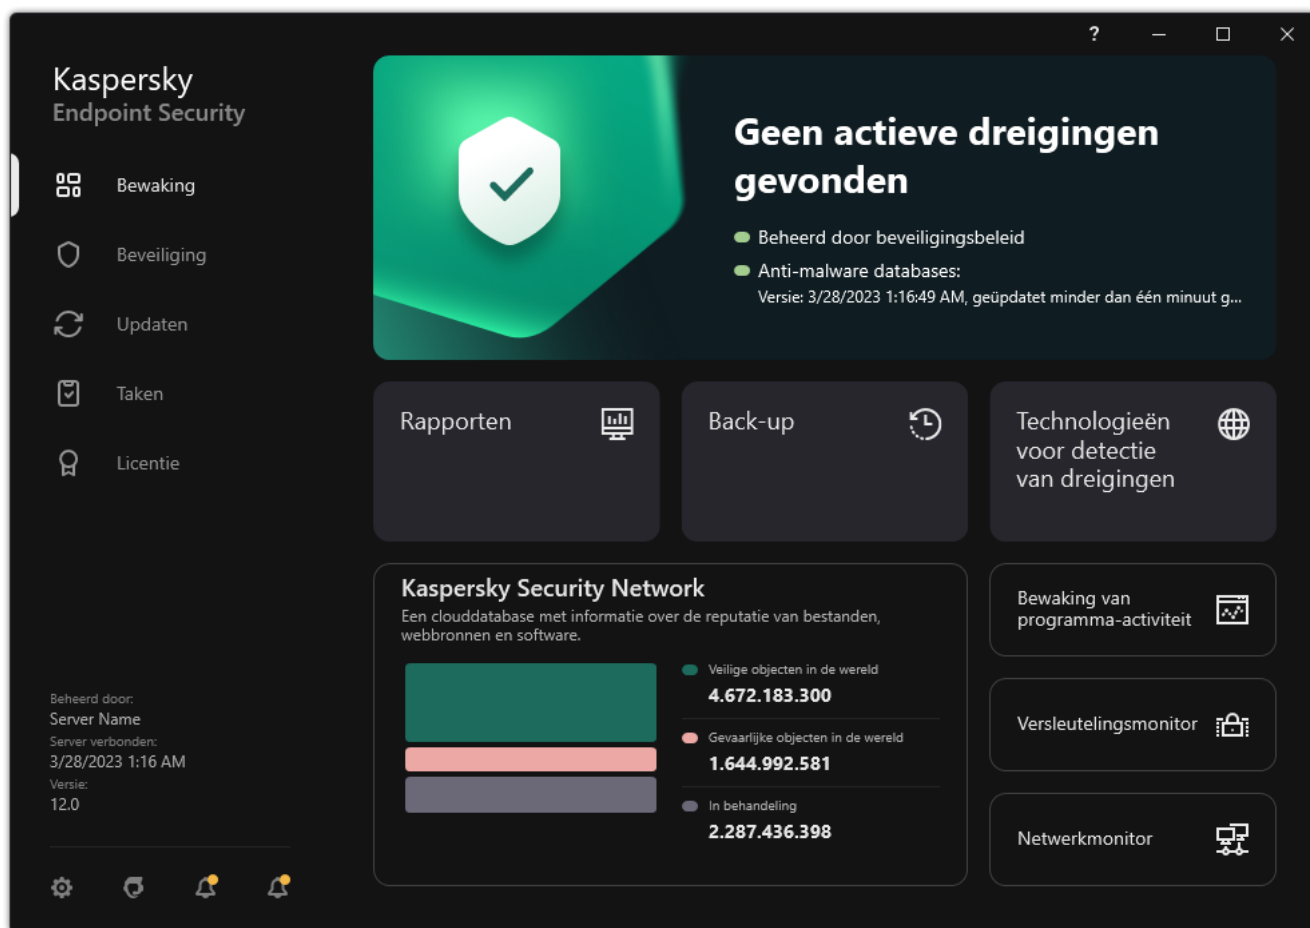 ?
Kaspersky
Endpoint Security
Bewaking
Beveiliging
Updaten
Taken
Licentie
Beheerd door:
Server Name
Server verbonden:
3/28/2023 1:16 AM
Versie:
12.0
Geen actieve dreigingen
gevonden
Beheerd door beveiligingsbeleid
Anti-malware databases:
Versie: 3/28/2023 1:16:49 AM, geüpdatet minder dan één minuut g...
Rapporten
Back-up
Technologieën
voor detectie
van dreigingen
Kaspersky Security Network
Een clouddatabase met informatie over de reputatie van bestanden,
webbronnen en software.
Veilige objecten in de wereld
4.672.183.300
Gevaarlijke objecten in de wereld
1.644.992.581
In behandeling
2.287.436.398
Bewaking van
programma-activiteit
Versleutelingsmonitor
Netwerkmonitor